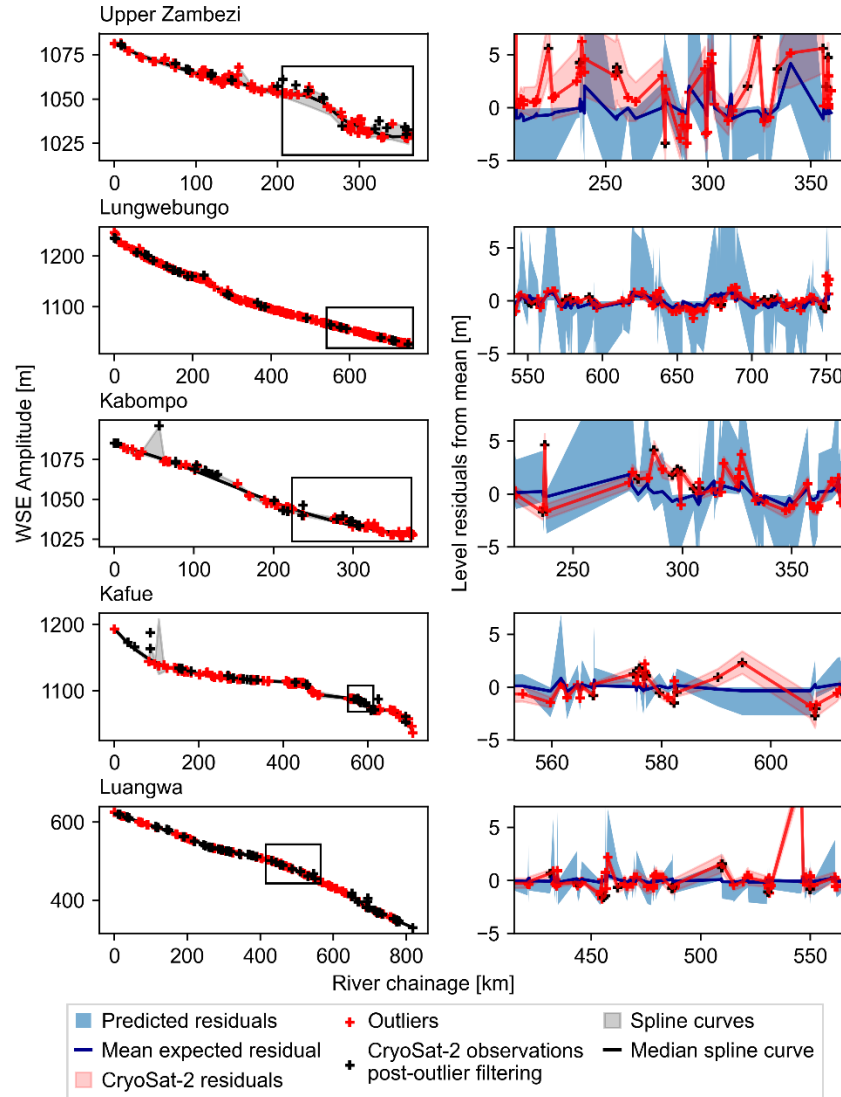 Upper Zambezi
1075
1050
1025
0 100 200 300
5
0
−5
250 300 350
Lungwebungo
1200
1100
0 200 400 600
5
0
−5
550 600 650 700 750
Kabompo
1075
1050
1025
0 100 200 300
5
0
−5
250 300 350
Kafue
1200
1100
0 200 400 600
5
0
−5
560 580 600
Luangwa
600
400
0 200 400 600 800
5
0
−5
450 500 550
WSE Amplitude [m]
Level residuals from mean [m]
River chainage [km]
Predicted residuals
Mean expected residual
CryoSat-2 residuals
Outliers
CryoSat-2 observations
post-outlier filtering
Spline curves
Median spline curve